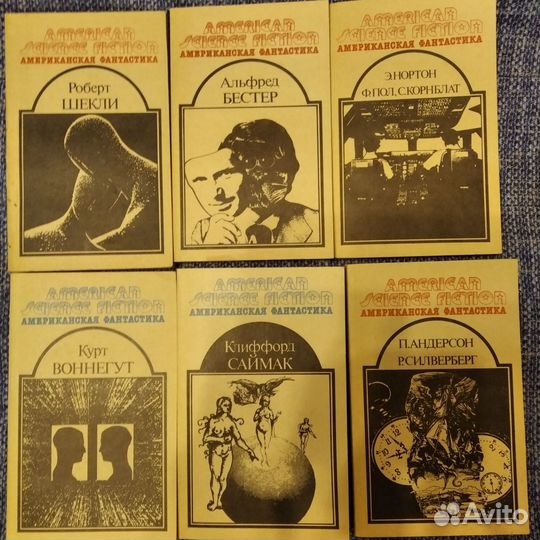 AMERICAN
SCIENCE FICTION
АМЕРИКАНСКАЯ ФАНТАСТИКА
Роберт
ШЕКЛИ
AMERICAN
SCIENCE FICTION
АМЕРИКАНСКАЯ ФАНТАСТИКА
Альфред
БЕСТЕР
AMERICAN
SCIENCE FICTION
АМЕРИКАНСКАЯ ФАНТАСТИКА
Э.НОРТОН
Ф.ПОЛ, С.КОРНБЛАТ
AMERICAN
SCIENCE FICTION
АМЕРИКАНСКАЯ ФАНТАСТИКА
Курт
ВОННЕГУТ
AMERICAN
SCIENCE FICTION
АМЕРИКАНСКАЯ ФАНТАСТИКА
Клиффорд
САЙМАК
AMERICAN
SCIENCE FICTION
АМЕРИКАНСКАЯ ФАНТАСТИКА
П.АНДЕРСОН
Р.СИЛВЕРБЕРГ
Avito